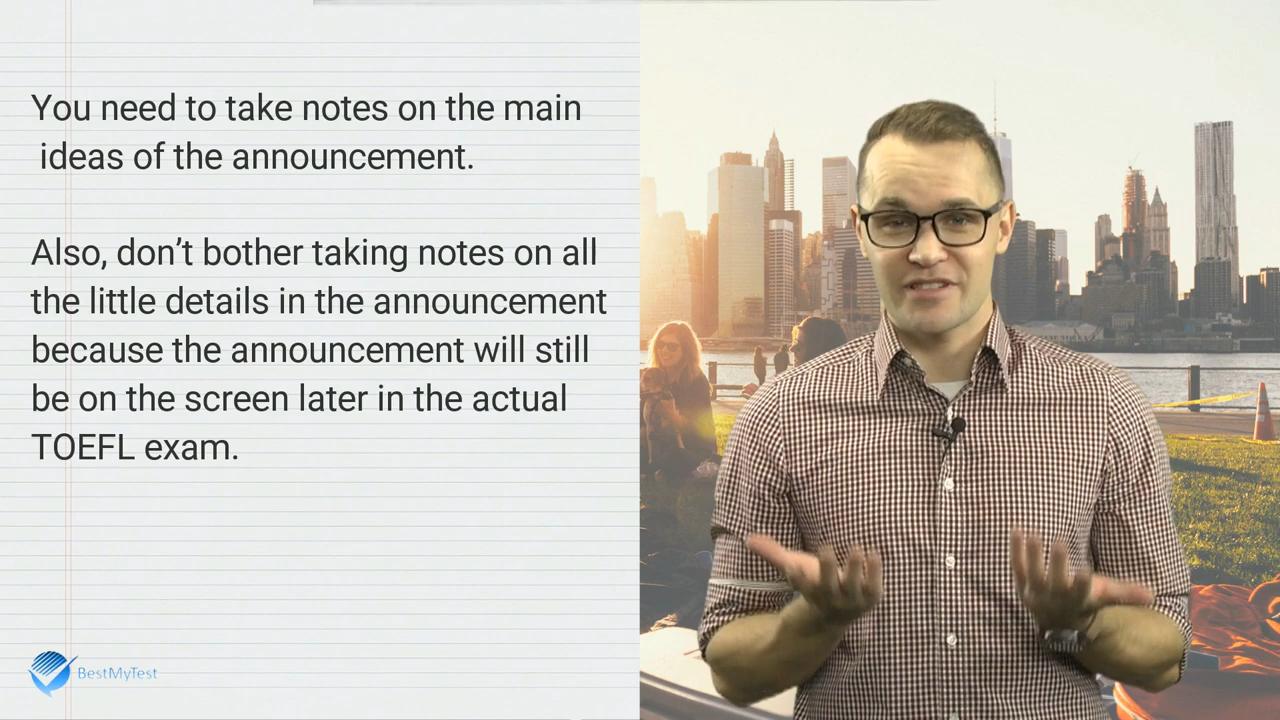 You need to take notes on the main
ideas of the announcement.
Also, don’t bother taking notes on all
the little details in the announcement
because the announcement will still
be on the screen later in the actual
TOEFL exam.
BestMyTest